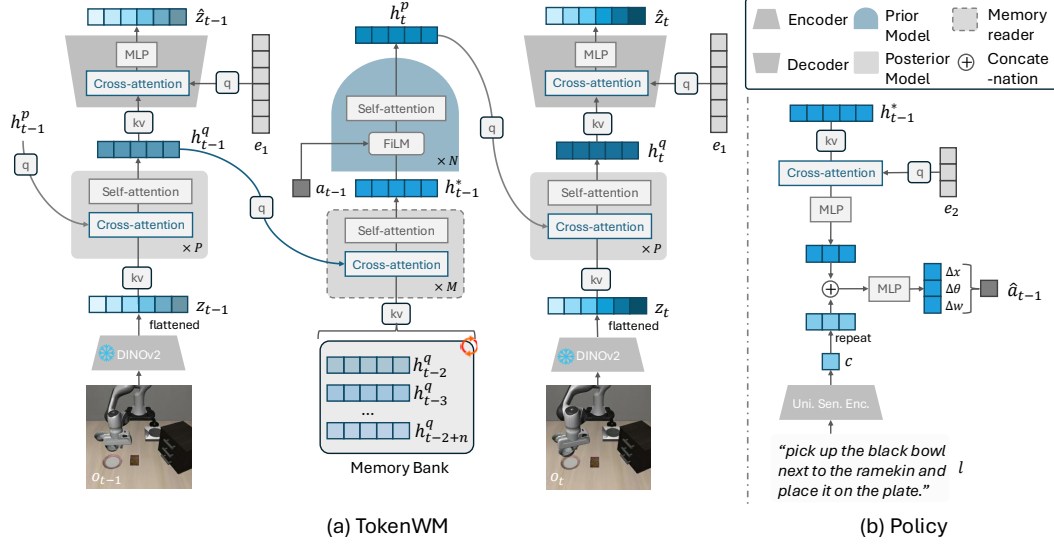 ẑ_{t-1}
MLP
Cross-attention
q
e_1
kv
h^p_{t-1}
q
h^q_{t-1}
Self-attention
Cross-attention
× P
kv
z_{t-1}
flattened
DINOv2
o_{t-1}
h^p_t
Self-attention
FiLM
× N
a_{t-1}
h^*_{t-1}
q
Self-attention
Cross-attention
× M
kv
h^q_{t-2}
h^q_{t-3}
...
h^q_{t-2+n}
Memory Bank
q
ẑ_t
MLP
Cross-attention
q
e_1
kv
h^q_t
Self-attention
Cross-attention
× P
kv
z_t
flattened
DINOv2
o_t
(a) TokenWM
Encoder
Prior
Model
Memory
reader
Decoder
Posterior
Model
Concate
-nation
h^*_{t-1}
kv
Cross-attention
q
e_2
MLP
MLP
Δx
Δθ
Δw
â_{t-1}
repeat
c
Uni. Sen. Enc.
"pick up the black bowl
next to the ramekin and
place it on the plate."
l
(b) Policy